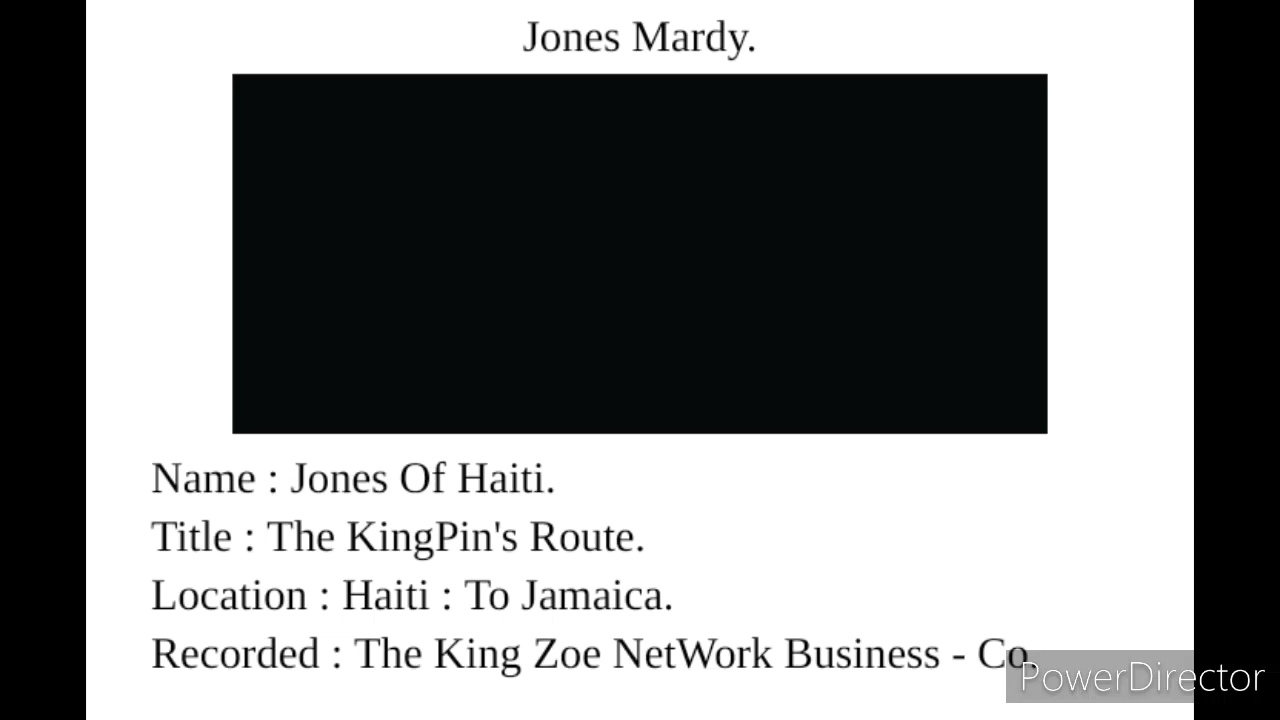 Jones Mardy.
Name : Jones Of Haiti.
Title : The KingPin's Route.
Location : Haiti : To Jamaica.
Recorded : The King Zoe NetWork Business - Co.
PowerDirector